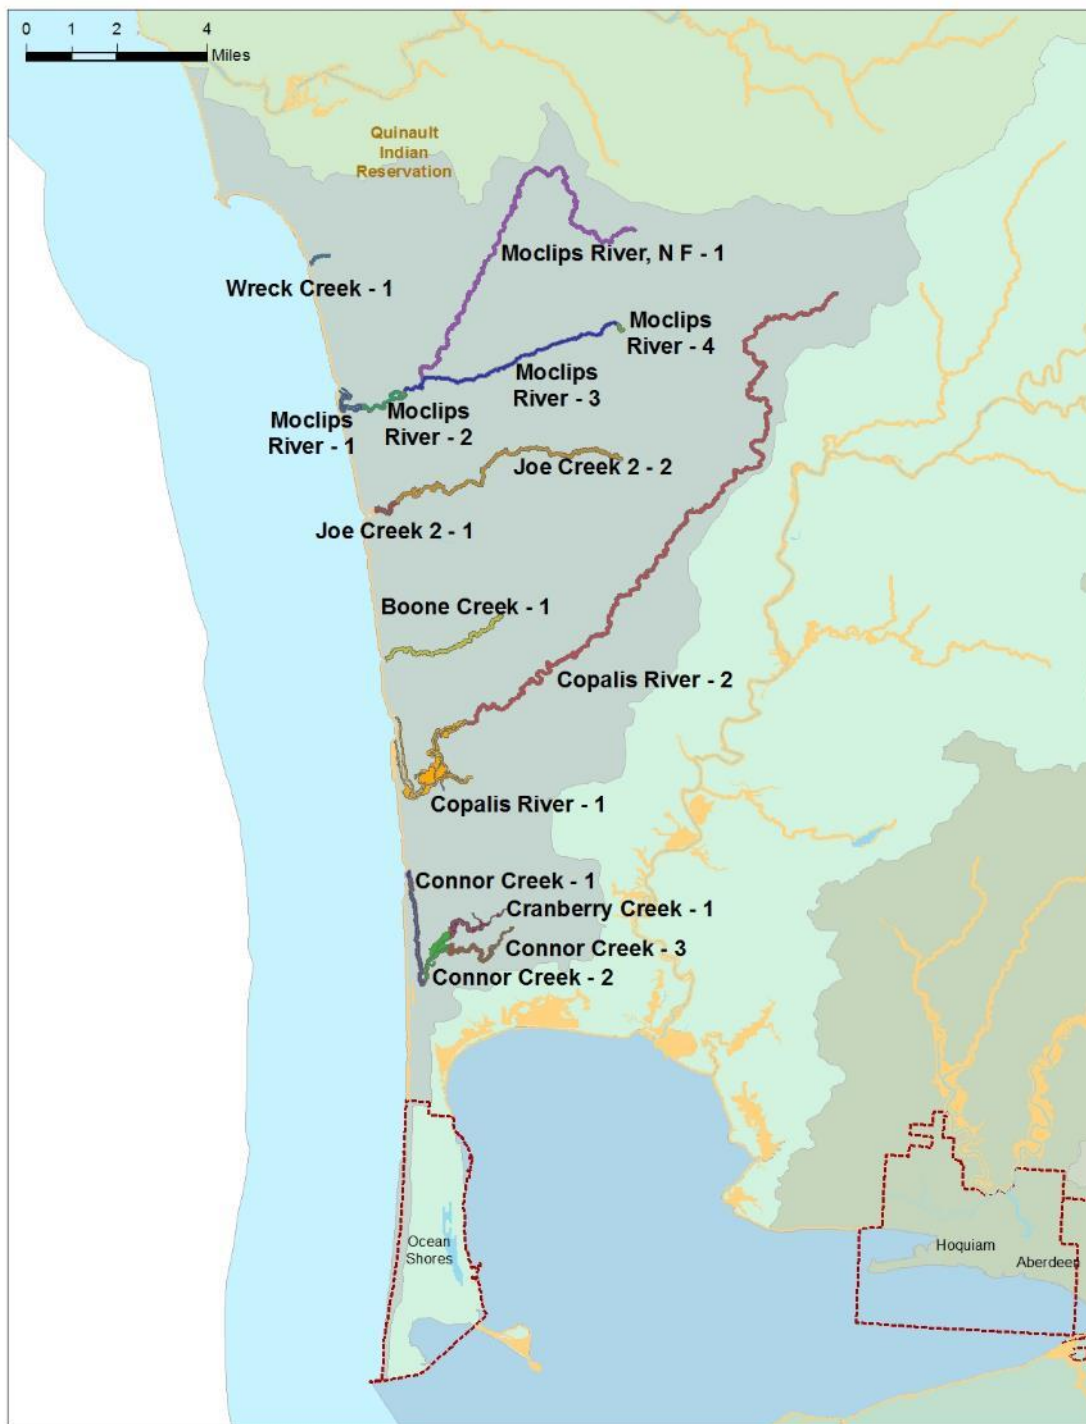 0 1 2 4
Miles
Quinault
Indian
Reservation
Moclips River, N F - 1
Wreck Creek - 1
Moclips
River - 4
Moclips
River - 3
Moclips
River - 2
Moclips
River - 1
Joe Creek 2 - 2
Joe Creek 2 - 1
Boone Creek - 1
Copalis River - 2
Copalis River - 1
Connor Creek - 1
Cranberry Creek - 1
Connor Creek - 3
Connor Creek - 2
Ocean
Shores
Hoquiam
Aberdeen